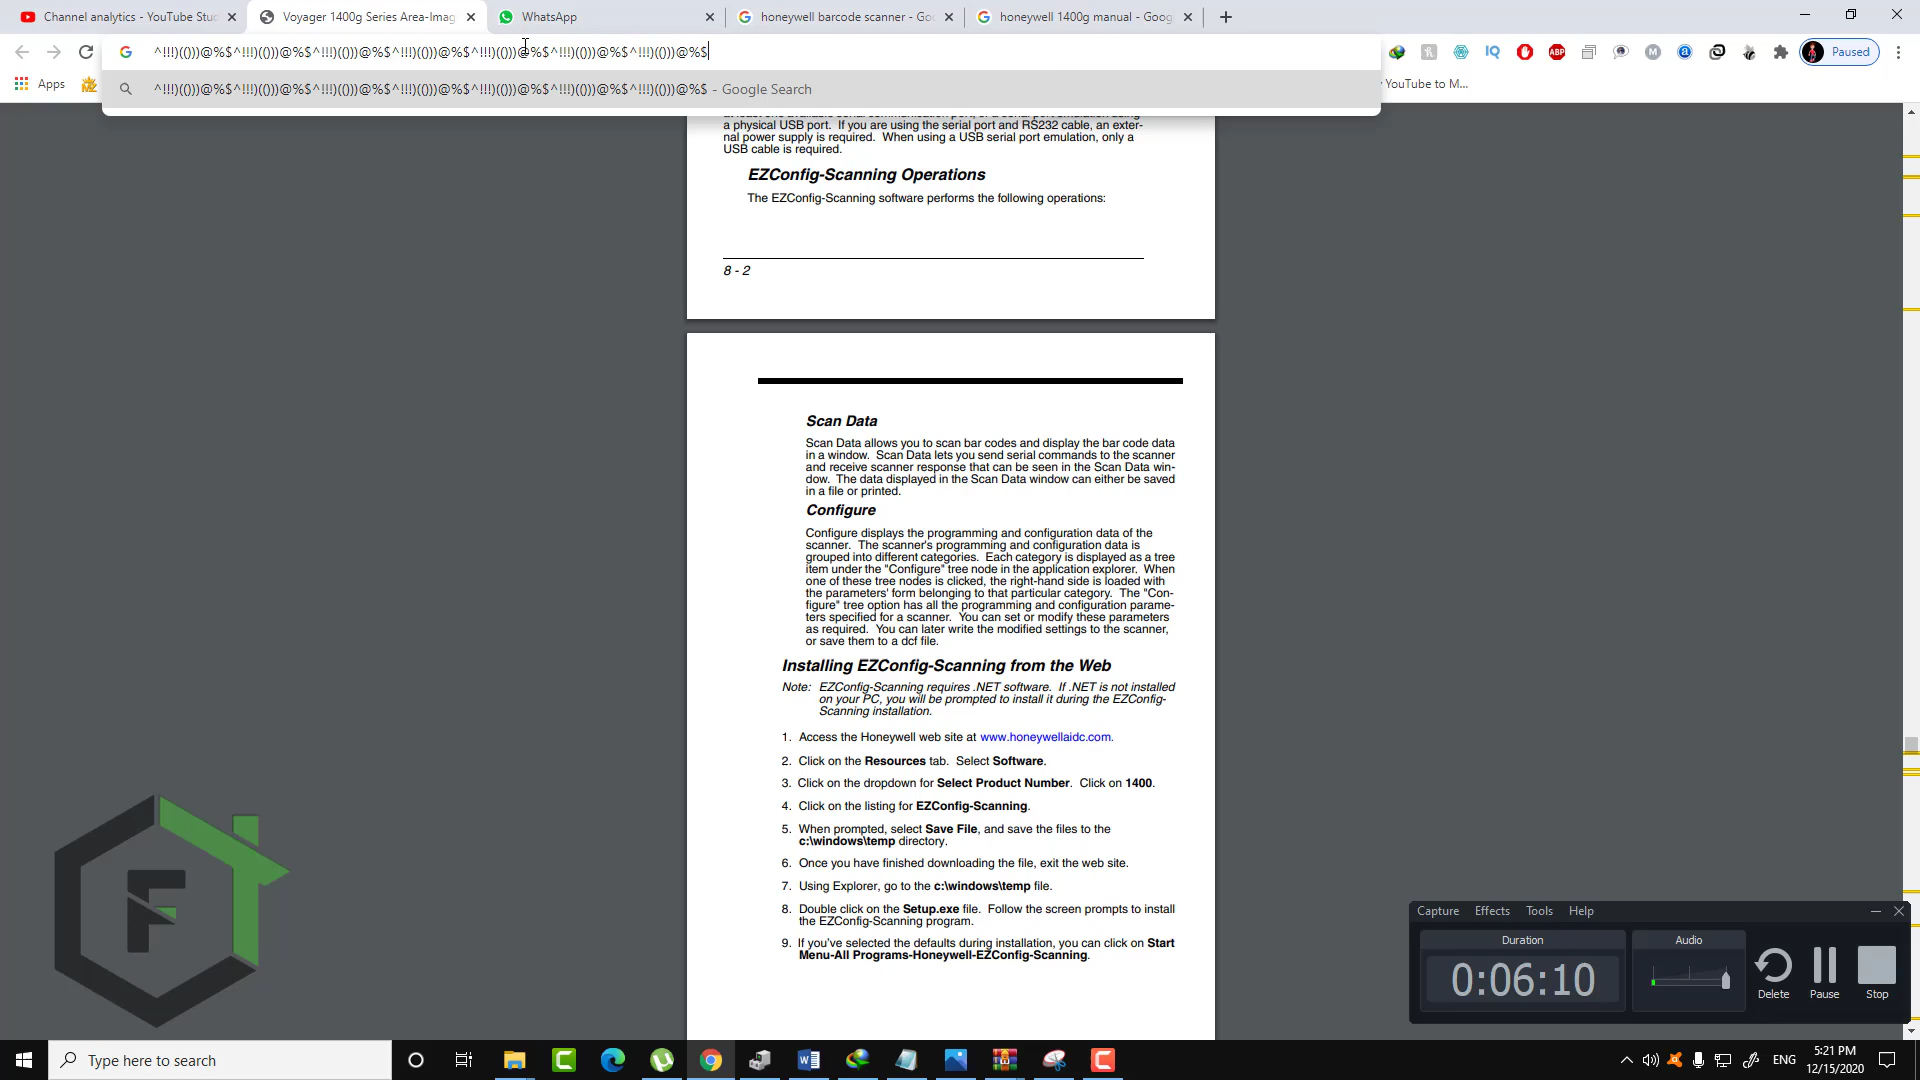 Channel analytics - YouTube Stu
Voyager 1400g Series Area-Imag
WhatsApp
honeywell barcode scanner - Goo
honeywell 1400g manual - Goog
^!!!)(()))@%$^!!!)(()))@%$^!!!)(()))@%$^!!!)(()))@%$^!!!)(()))@%$^!!!)(()))@%$^!!!)(()))@%$
Paused
^!!!)(()))@%$^!!!)(()))@%$^!!!)(()))@%$^!!!)(()))@%$^!!!)(()))@%$^!!!)(()))@%$^!!!)(()))@%$ - Google Search
Apps
YouTube to M...
a physical USB port. If you are using the serial port and RS232 cable, an exter-
nal power supply is required. When using a USB serial port emulation, only a
USB cable is required.
EZConfig-Scanning Operations
The EZConfig-Scanning software performs the following operations:
8 - 2
Scan Data
Scan Data allows you to scan bar codes and display the bar code data
in a window. Scan Data lets you send serial commands to the scanner
and receive scanner response that can be seen in the Scan Data win-
dow. The data displayed in the Scan Data window can either be saved
in a file or printed.
Configure
Configure displays the programming and configuration data of the
scanner. The scanner's programming and configuration data is
grouped into different categories. Each category is displayed as a tree
item under the "Configure" tree node in the application explorer. When
one of these tree nodes is clicked, the right-hand side is loaded with
the parameters' form belonging to that particular category. The "Con-
figure" tree option has all the programming and configuration parame-
ters specified for a scanner. You can set or modify these parameters
as required. You can later write the modified settings to the scanner,
or save them to a dcf file.
Installing EZConfig-Scanning from the Web
Note: EZConfig-Scanning requires .NET software. If .NET is not installed
on your PC, you will be prompted to install it during the EZConfig-
Scanning installation.
1. Access the Honeywell web site at www.honeywellaidc.com.
2. Click on the Resources tab. Select Software.
3. Click on the dropdown for Select Product Number. Click on 1400.
4. Click on the listing for EZConfig-Scanning.
5. When prompted, select Save File, and save the files to the
c:\windows\temp directory.
6. Once you have finished downloading the file, exit the web site.
7. Using Explorer, go to the c:\windows\temp file.
8. Double click on the Setup.exe file. Follow the screen prompts to install
the EZConfig-Scanning program.
9. If you've selected the defaults during installation, you can click on Start
Menu-All Programs-Honeywell-EZConfig-Scanning.
F
Capture Effects Tools Help
Duration
Audio
0:06:10
Delete
Pause
Stop
Type here to search
ENG
5:21 PM
12/15/2020